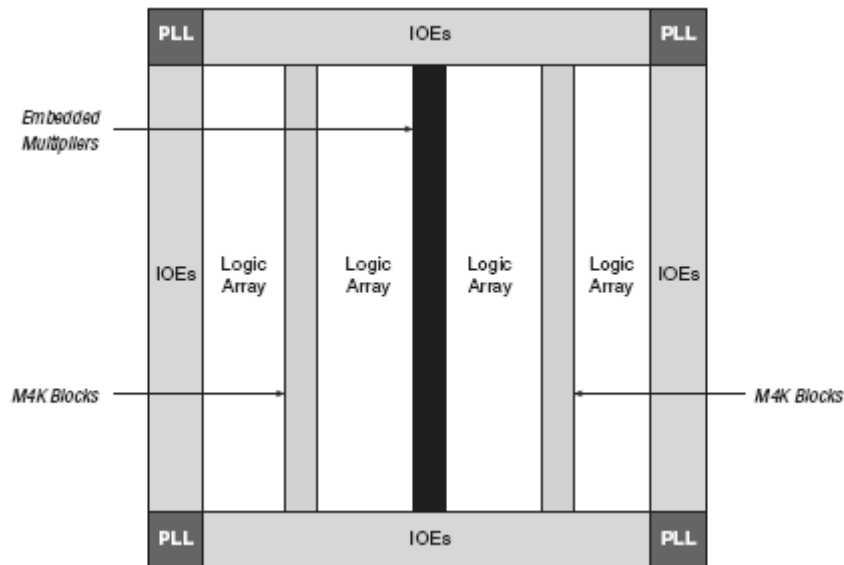 PLL IOEs PLL
Embedded
Multipliers
IOEs
Logic
Array
Logic
Array
Logic
Array
Logic
Array
IOEs
M4K Blocks
M4K Blocks
PLL IOEs PLL